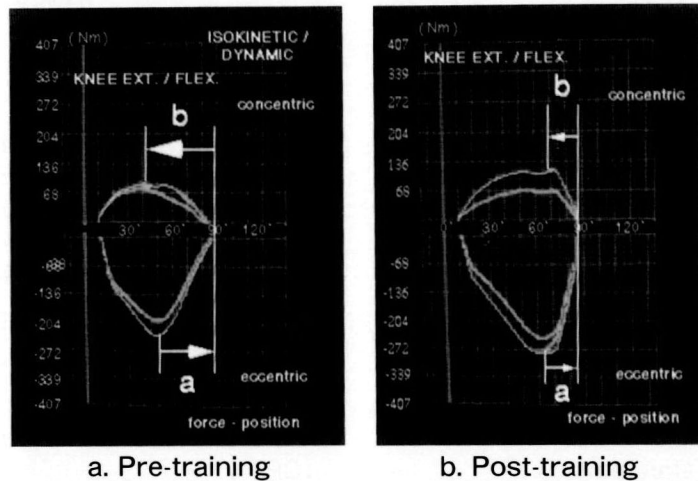 (Nm)
ISOKINETIC /
DYNAMIC
407
339
KNEE EXT. / FLEX.
272
concentric
204
b
136
68
30° 60° 90° 120°
-68
-136
-204
-272
a
-339
eccentric
-407
force - position
a. Pre-training
(Nm)
407
KNEE EXT. / FLEX.
339
b
272
concentric
204
136
68
0 30° 60° 90° 120°
-68
-136
-204
-272
-339
a
eccentric
-407
force - position
b. Post-training